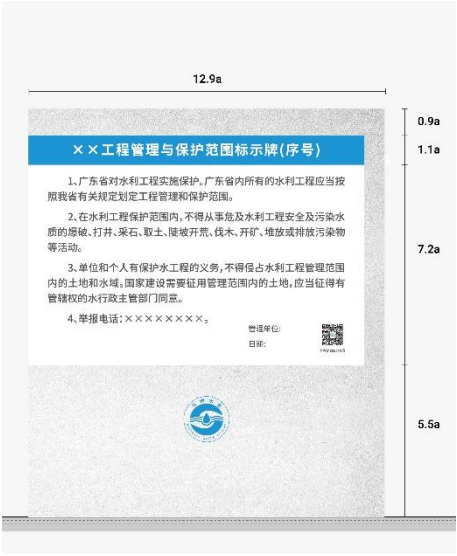 12.9a
0.9a
××工程管理与保护范围标示牌(序号)
1.1a
1、广东省对水利工程实施保护。广东省内所有的水利工程应当按
照我省有关规定划定工程管理和保护范围。
2、在水利工程保护范围内,不得从事危及水利工程安全及污染水
质的爆破、打井、采石、取土、陡坡开荒、伐木、开矿、堆放或排放污染物
等活动。
7.2a
3、单位和个人有保护水工程的义务,不得侵占水利工程管理范围
内的土地和水域。国家建设需要征用管理范围内的土地,应当征得有
管辖权的水行政主管部门同意。
4、举报电话:××××××××。
管理单位:
日期:
5.5a